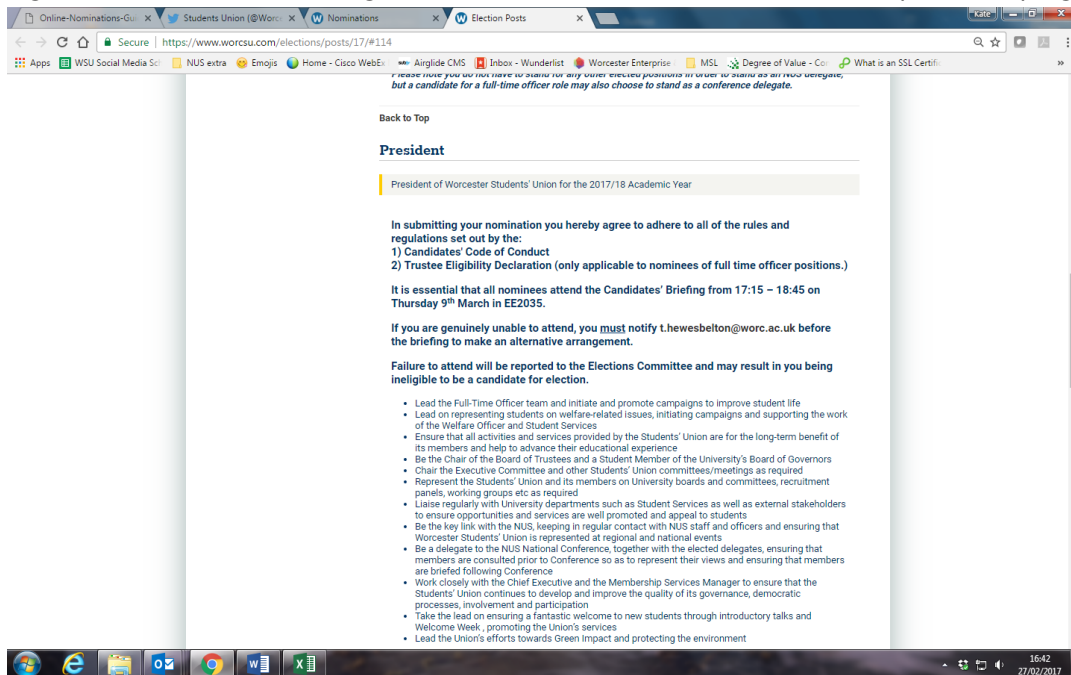 Online-Nominations-Gui
Students Union (@Worce
Nominations
Election Posts
Kate
Secure | https://www.worcsu.com/elections/posts/17/#114
Apps
WSU Social Media Sc
NUS extra
Emojis
Home - Cisco WebEx
Airglide CMS
Inbox - Wunderlist
Worcester Enterprise
MSL
Degree of Value - Cor
What is an SSL Certific
Please note you do not have to stand for any other elected positions in order to stand as an NUS delegate,
but a candidate for a full-time officer role may also choose to stand as a conference delegate.
Back to Top
President
President of Worcester Students' Union for the 2017/18 Academic Year
In submitting your nomination you hereby agree to adhere to all of the rules and
regulations set out by the:
1) Candidates' Code of Conduct
2) Trustee Eligibility Declaration (only applicable to nominees of full time officer positions.)
It is essential that all nominees attend the Candidates' Briefing from 17:15 – 18:45 on
Thursday 9th March in EE2035.
If you are genuinely unable to attend, you must notify t.hewesbelton@worc.ac.uk before
the briefing to make an alternative arrangement.
Failure to attend will be reported to the Elections Committee and may result in you being
ineligible to be a candidate for election.
• Lead the Full-Time Officer team and initiate and promote campaigns to improve student life
• Lead on representing students on welfare-related issues, initiating campaigns and supporting the work
of the Welfare Officer and Student Services
• Ensure that all activities and services provided by the Students' Union are for the long-term benefit of
its members and help to advance their educational experience
• Be the Chair of the Board of Trustees and a Student Member of the University's Board of Governors
• Chair the Executive Committee and other Students' Union committees/meetings as required
• Represent the Students' Union and its members on University boards and committees, recruitment
panels, working groups etc as required
• Liaise regularly with University departments such as Student Services as well as external stakeholders
to ensure opportunities and services are well promoted and appeal to students
• Be the key link with the NUS, keeping in regular contact with NUS staff and officers and ensuring that
Worcester Students' Union is represented at regional and national events
• Be a delegate to the NUS National Conference, together with the elected delegates, ensuring that
members are consulted prior to Conference so as to represent their views and ensuring that members
are briefed following Conference
• Work closely with the Chief Executive and the Membership Services Manager to ensure that the
Students' Union continues to develop and improve the quality of its governance, democratic
processes, involvement and participation
• Take the lead on ensuring a fantastic welcome to new students through introductory talks and
Welcome Week , promoting the Union's services
• Lead the Union's efforts towards Green Impact and protecting the environment
16:42
27/02/2017